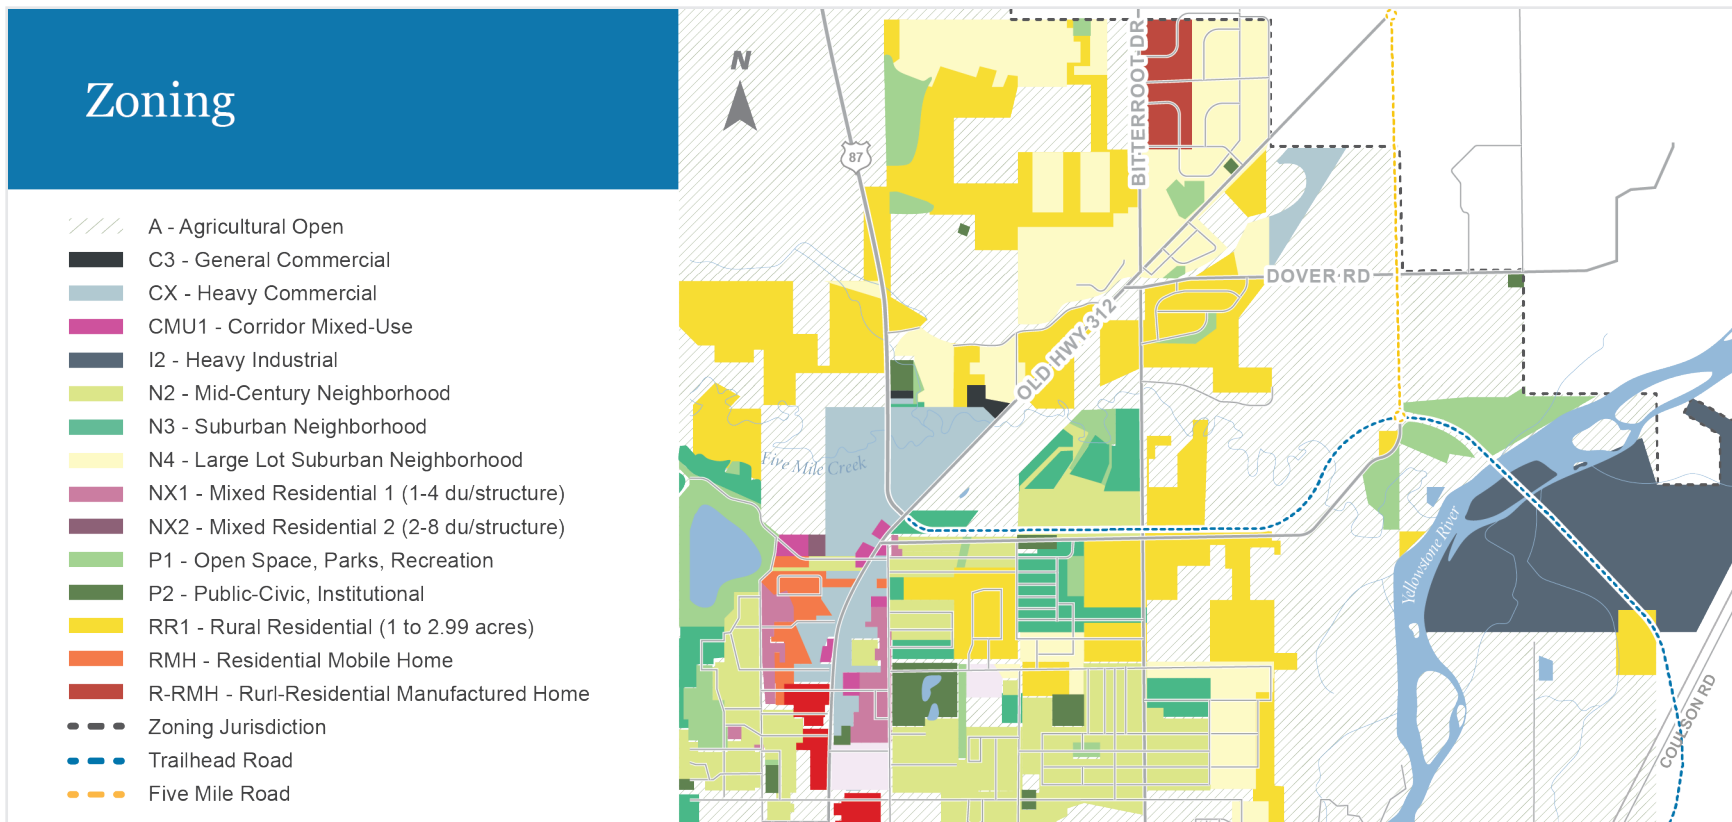 Zoning
A - Agricultural Open
C3 - General Commercial
CX - Heavy Commercial
CMU1 - Corridor Mixed-Use
I2 - Heavy Industrial
N2 - Mid-Century Neighborhood
N3 - Suburban Neighborhood
N4 - Large Lot Suburban Neighborhood
NX1 - Mixed Residential 1 (1-4 du/structure)
NX2 - Mixed Residential 2 (2-8 du/structure)
P1 - Open Space, Parks, Recreation
P2 - Public-Civic, Institutional
RR1 - Rural Residential (1 to 2.99 acres)
RMH - Residential Mobile Home
R-RMH - Rurl-Residential Manufactured Home
Zoning Jurisdiction
Trailhead Road
Five Mile Road
N
87
BITTERROOT DR
DOVER RD
OLD HWY 312
Five Mile Creek
Yellowstone River
COULSON RD